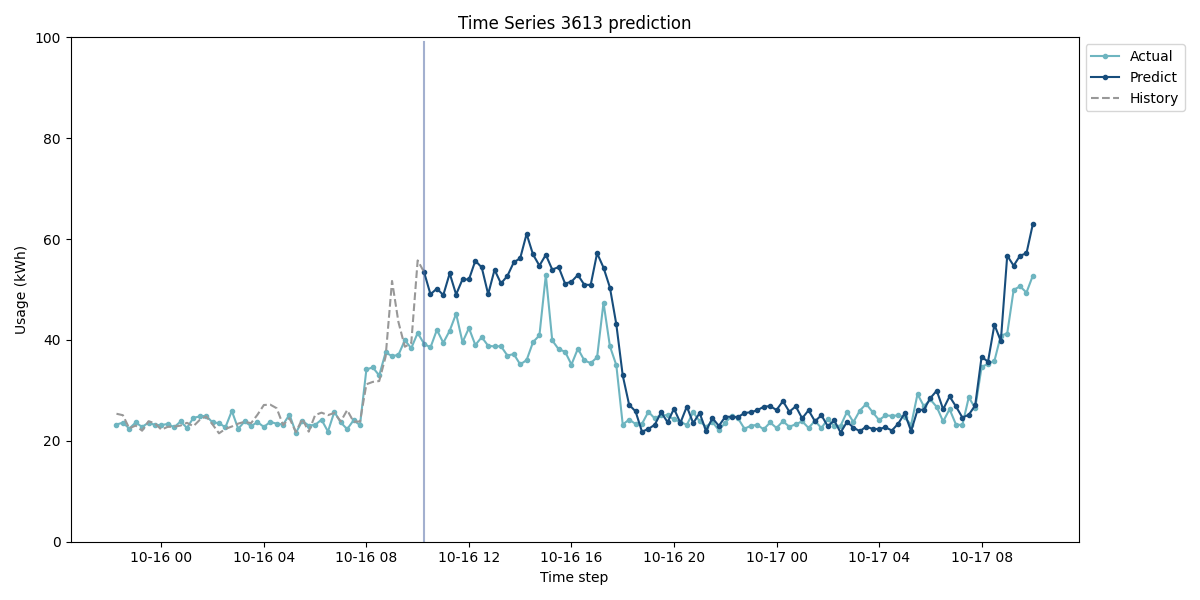 Time Series 3613 prediction
100
80
60
40
20
0
Usage (kWh)
10-16 00
10-16 04
10-16 08
10-16 12
10-16 16
10-16 20
10-17 00
10-17 04
10-17 08
Time step
Actual
Predict
History